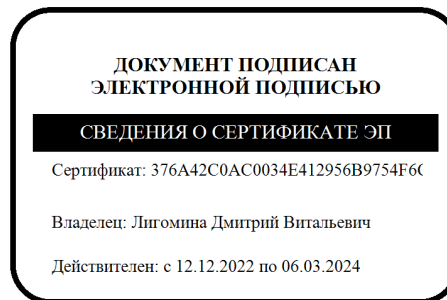 ДОКУМЕНТ ПОДПИСАН
ЭЛЕКТРОННОЙ ПОДПИСЬЮ
СВЕДЕНИЯ О СЕРТИФИКАТЕ ЭП
Сертификат: 376A42C0AC0034E412956B9754F6
Владелец: Лигомина Дмитрий Витальевич
Действителен: с 12.12.2022 по 06.03.2024